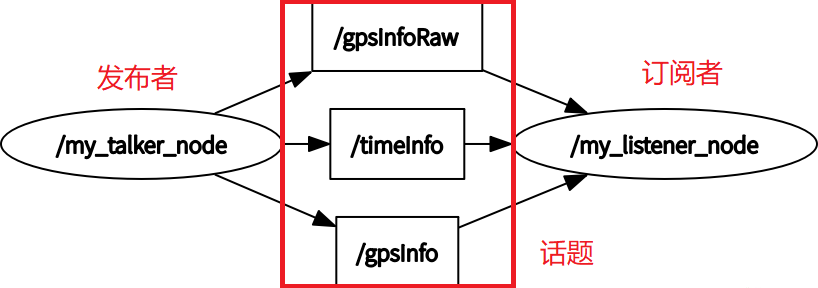 /gpsInfoRaw
发布者
订阅者
/my_talker_node
/timeInfo
/my_listener_node
/gpsInfo
话题